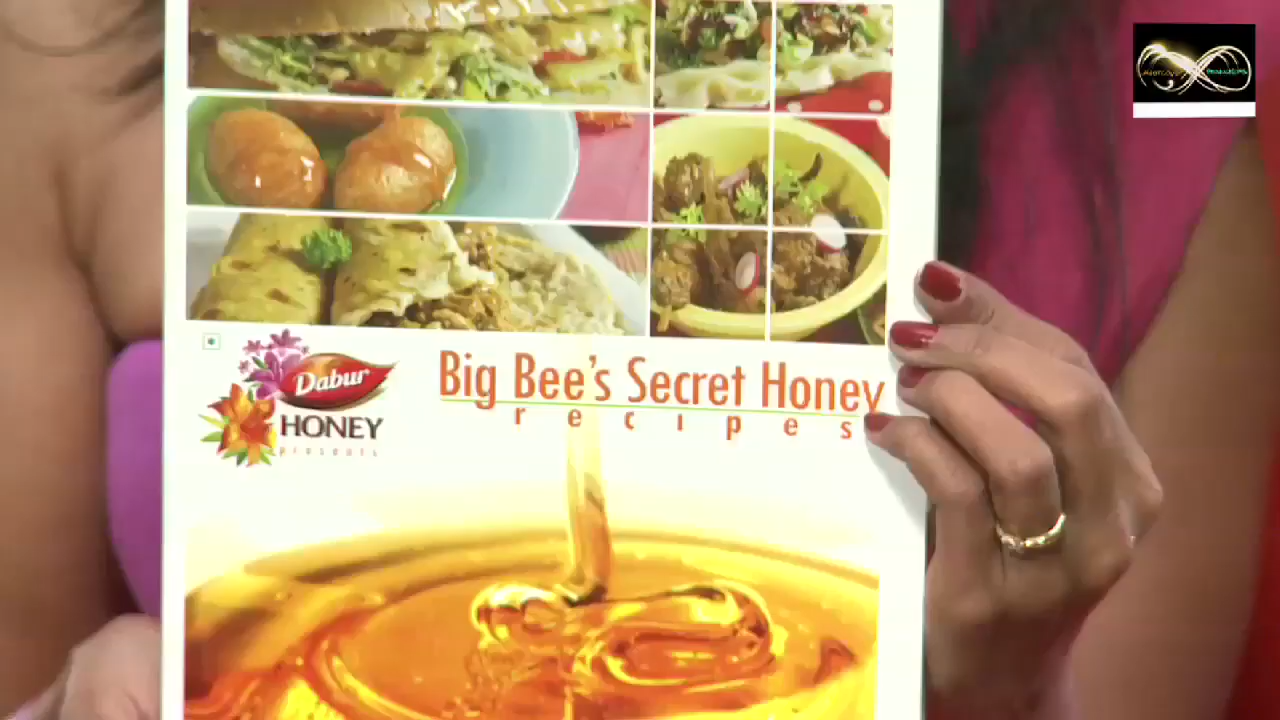 Dabur
HONEY
presents
Big Bee's Secret Honey
recipes